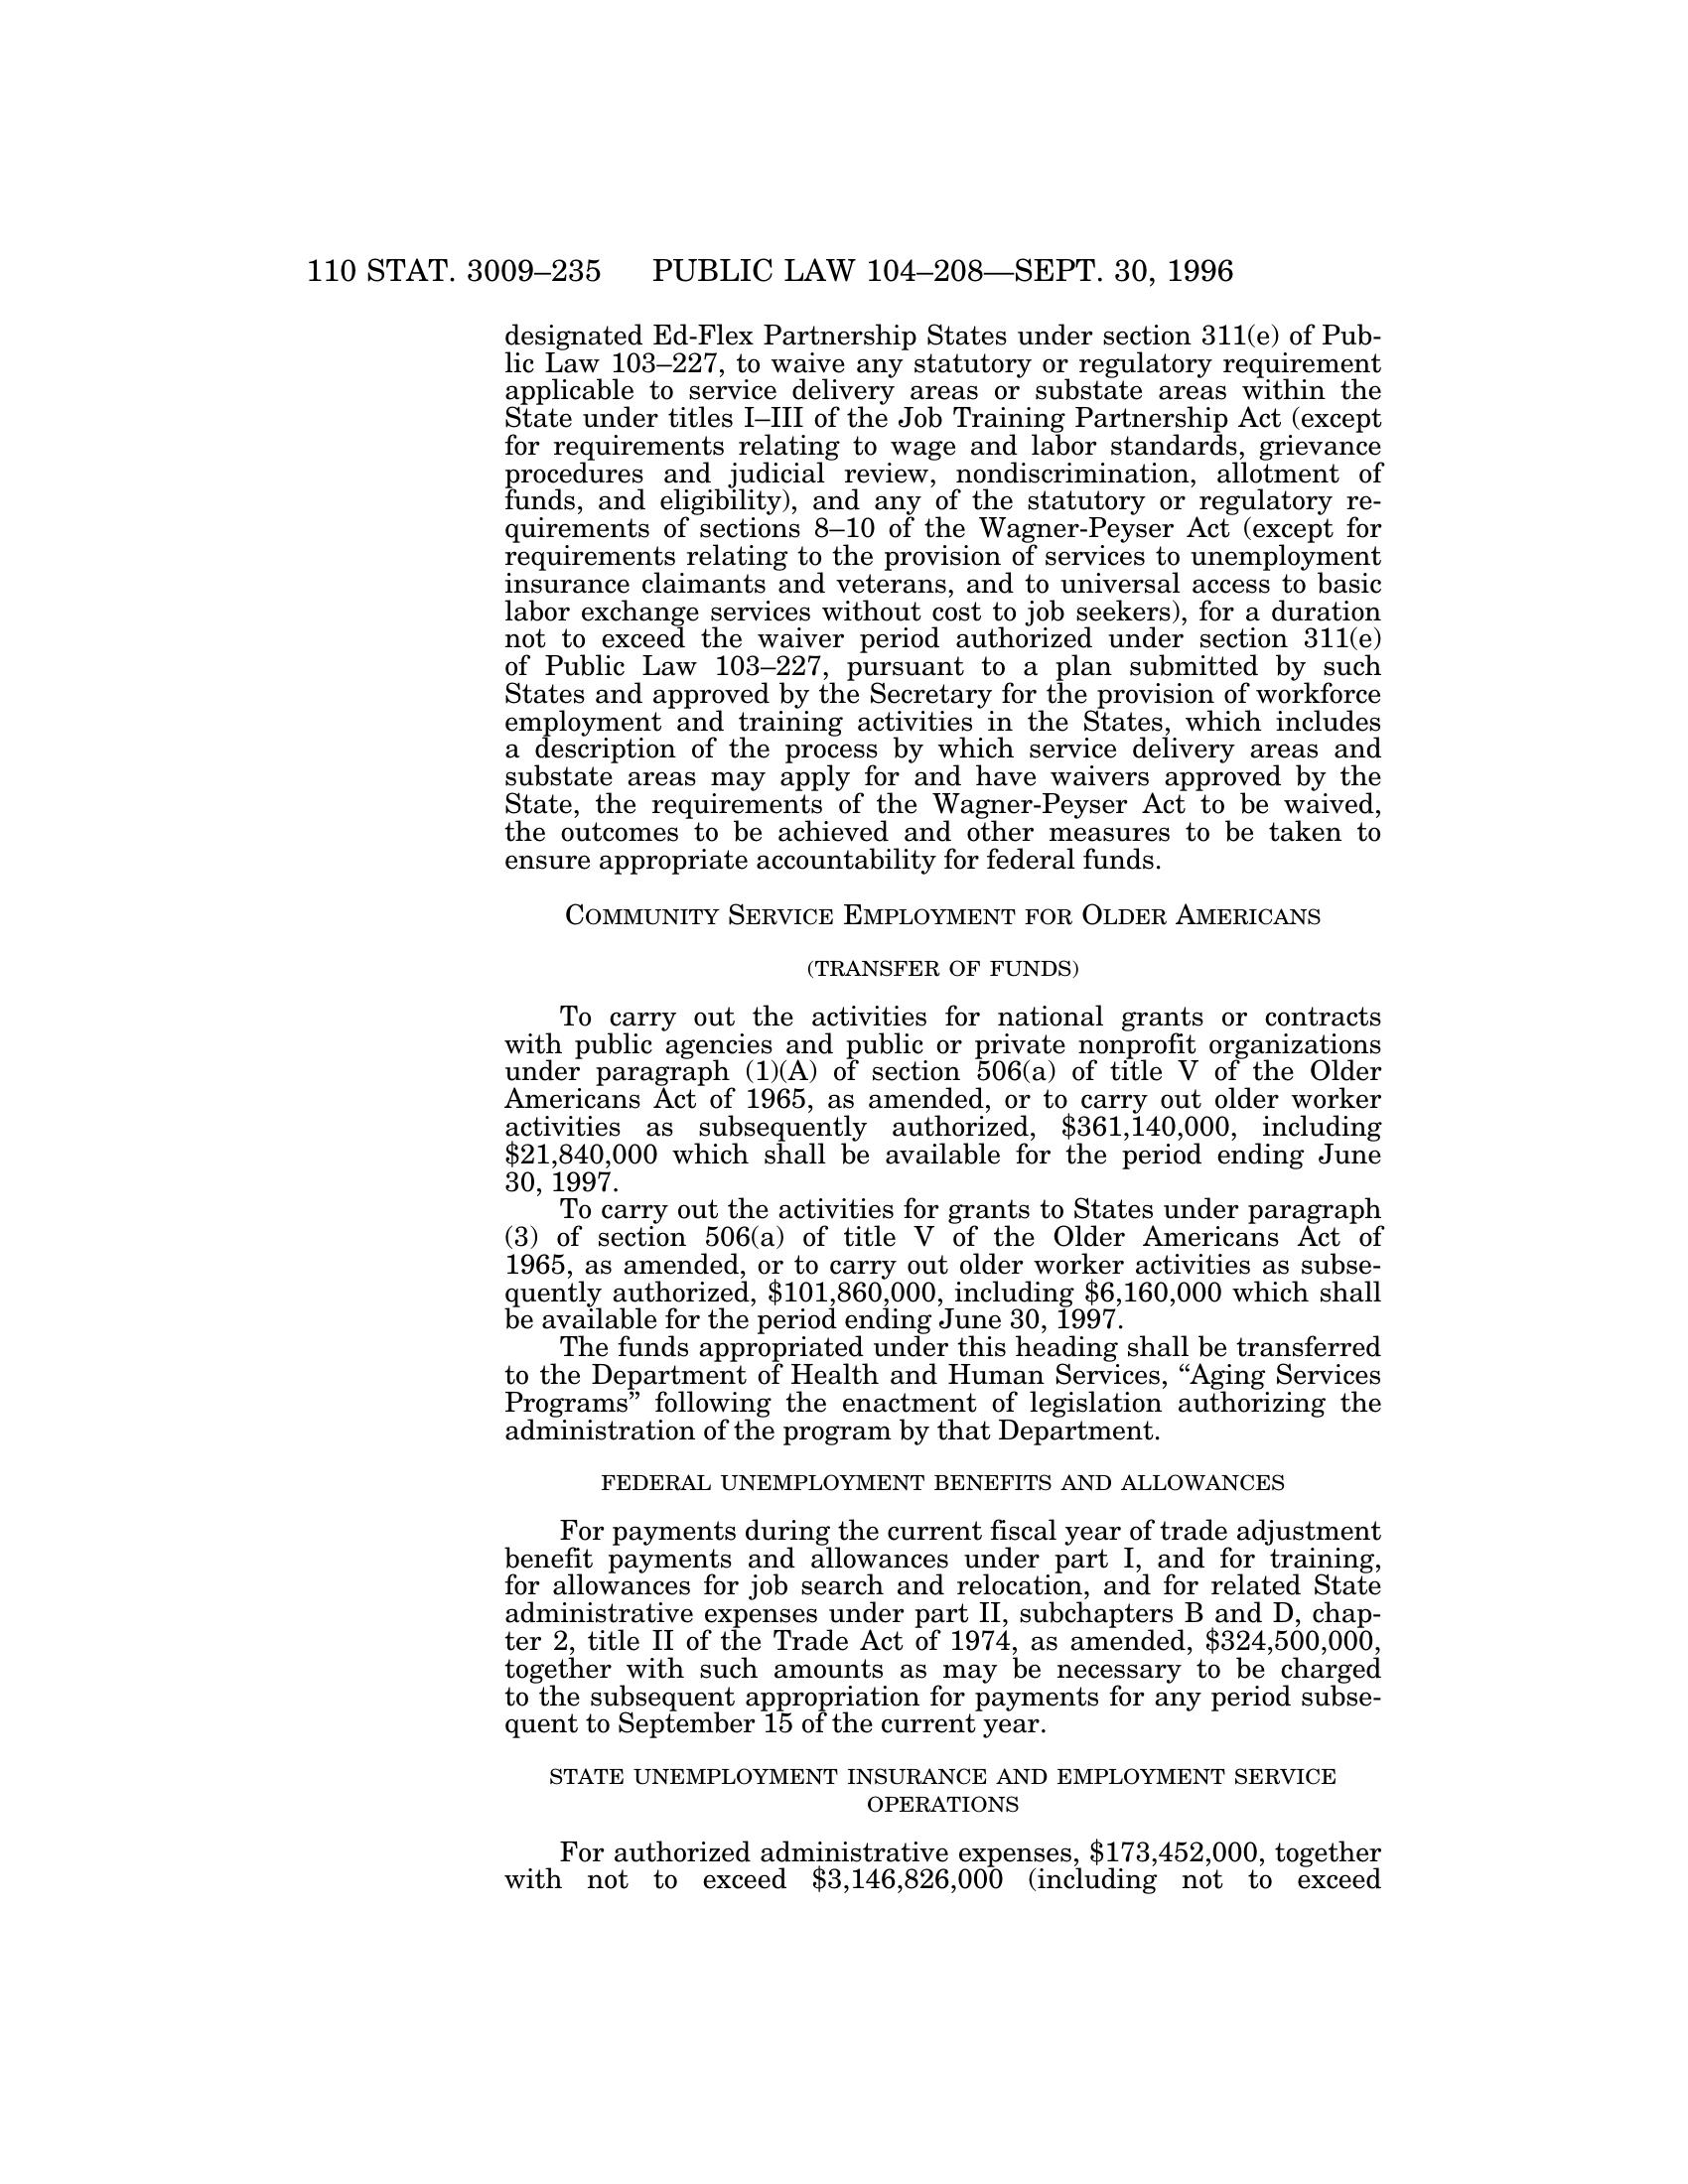 110 STAT. 3009–235 PUBLIC LAW 104–208—SEPT. 30, 1996
designated Ed-Flex Partnership States under section 311(e) of Pub-
lic Law 103–227, to waive any statutory or regulatory requirement
applicable to service delivery areas or substate areas within the
State under titles I–III of the Job Training Partnership Act (except
for requirements relating to wage and labor standards, grievance
procedures and judicial review, nondiscrimination, allotment of
funds, and eligibility), and any of the statutory or regulatory re-
quirements of sections 8–10 of the Wagner-Peyser Act (except for
requirements relating to the provision of services to unemployment
insurance claimants and veterans, and to universal access to basic
labor exchange services without cost to job seekers), for a duration
not to exceed the waiver period authorized under section 311(e)
of Public Law 103–227, pursuant to a plan submitted by such
States and approved by the Secretary for the provision of workforce
employment and training activities in the States, which includes
a description of the process by which service delivery areas and
substate areas may apply for and have waivers approved by the
State, the requirements of the Wagner-Peyser Act to be waived,
the outcomes to be achieved and other measures to be taken to
ensure appropriate accountability for federal funds.
COMMUNITY SERVICE EMPLOYMENT FOR OLDER AMERICANS
(TRANSFER OF FUNDS)
To carry out the activities for national grants or contracts
with public agencies and public or private nonprofit organizations
under paragraph (1)(A) of section 506(a) of title V of the Older
Americans Act of 1965, as amended, or to carry out older worker
activities as subsequently authorized, $361,140,000, including
$21,840,000 which shall be available for the period ending June
30, 1997.
To carry out the activities for grants to States under paragraph
(3) of section 506(a) of title V of the Older Americans Act of
1965, as amended, or to carry out older worker activities as subse-
quently authorized, $101,860,000, including $6,160,000 which shall
be available for the period ending June 30, 1997.
The funds appropriated under this heading shall be transferred
to the Department of Health and Human Services, “Aging Services
Programs” following the enactment of legislation authorizing the
administration of the program by that Department.
FEDERAL UNEMPLOYMENT BENEFITS AND ALLOWANCES
For payments during the current fiscal year of trade adjustment
benefit payments and allowances under part I, and for training,
for allowances for job search and relocation, and for related State
administrative expenses under part II, subchapters B and D, chap-
ter 2, title II of the Trade Act of 1974, as amended, $324,500,000,
together with such amounts as may be necessary to be charged
to the subsequent appropriation for payments for any period subse-
quent to September 15 of the current year.
STATE UNEMPLOYMENT INSURANCE AND EMPLOYMENT SERVICE
OPERATIONS
For authorized administrative expenses, $173,452,000, together
with not to exceed $3,146,826,000 (including not to exceed